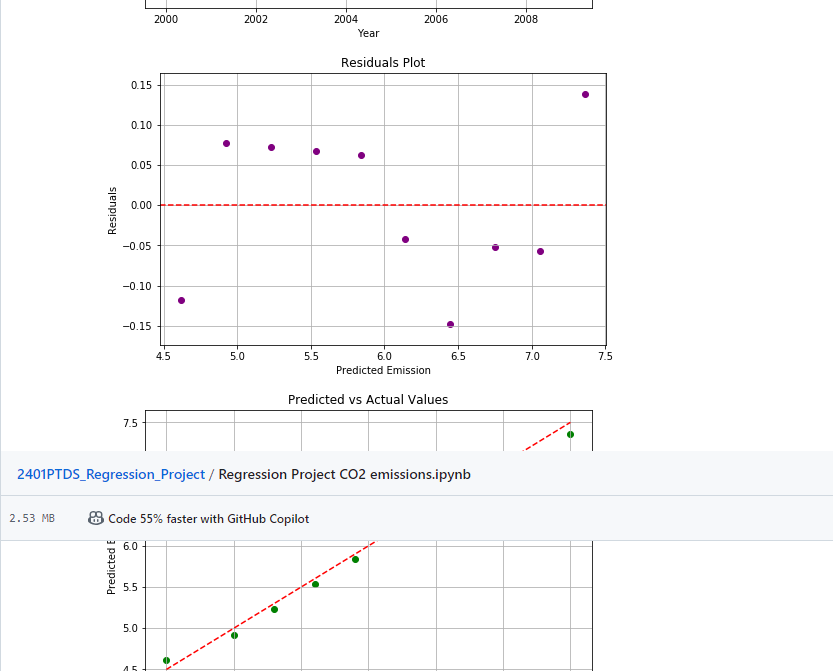 2000 2002 2004 2006 2008
Year
Residuals Plot
0.15
0.10
0.05
0.00
−0.05
−0.10
−0.15
Residuals
4.5 5.0 5.5 6.0 6.5 7.0 7.5
Predicted Emission
Predicted vs Actual Values
7.5
2401PTDS_Regression_Project / Regression Project CO2 emissions.ipynb
2.53 MB
Code 55% faster with GitHub Copilot
6.0
Predicted
5.5
5.0
4.5